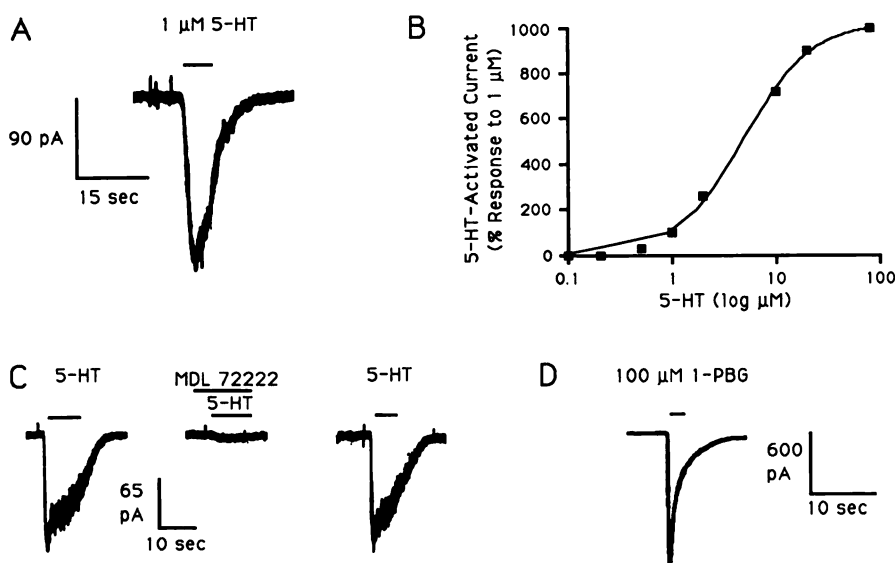 A
1 μM 5-HT
90 pA
15 sec
B
5-HT-Activated Current
(% Response to 1 μM)
1000
800
600
400
200
0
0.1
1
10
100
5-HT (log μM)
C
5-HT
MDL 72222
5-HT
5-HT
65
pA
10 sec
D
100 μM 1-PBG
600
pA
10 sec